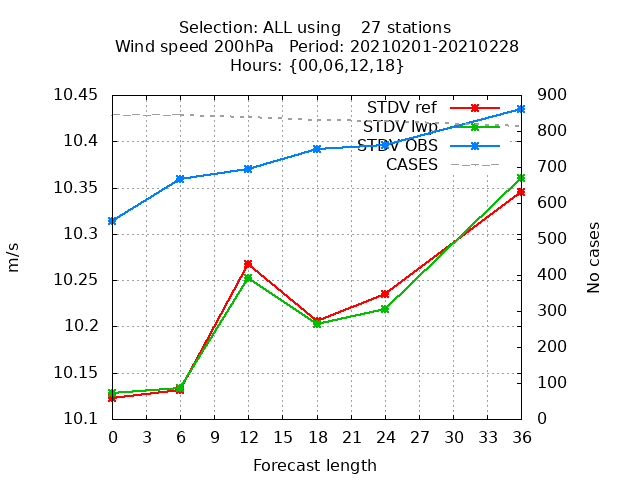 Selection: ALL using    27 stations
Wind speed 200hPa   Period: 20210201-20210228
Hours: {00,06,12,18}
10.45
10.4
10.35
10.3
10.25
10.2
10.15
10.1
m/s
STDV ref
STDV lwp
STDV OBS
CASES
900
800
700
600
500
400
300
200
100
0
No cases
0 3 6 9 12 15 18 21 24 27 30 33 36
Forecast length